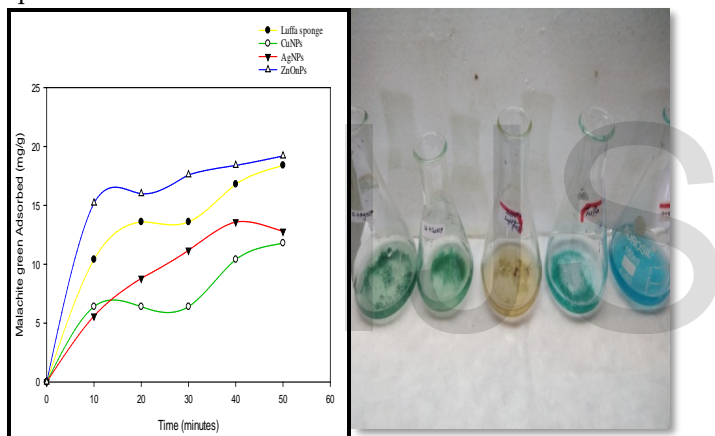 Luffa sponge
CuNPs
AgNPs
ZnOnPs
Malachite green Adsorbed (mg/g)
25
20
15
10
5
0
0 10 20 30 40 50 60
Time (minutes)